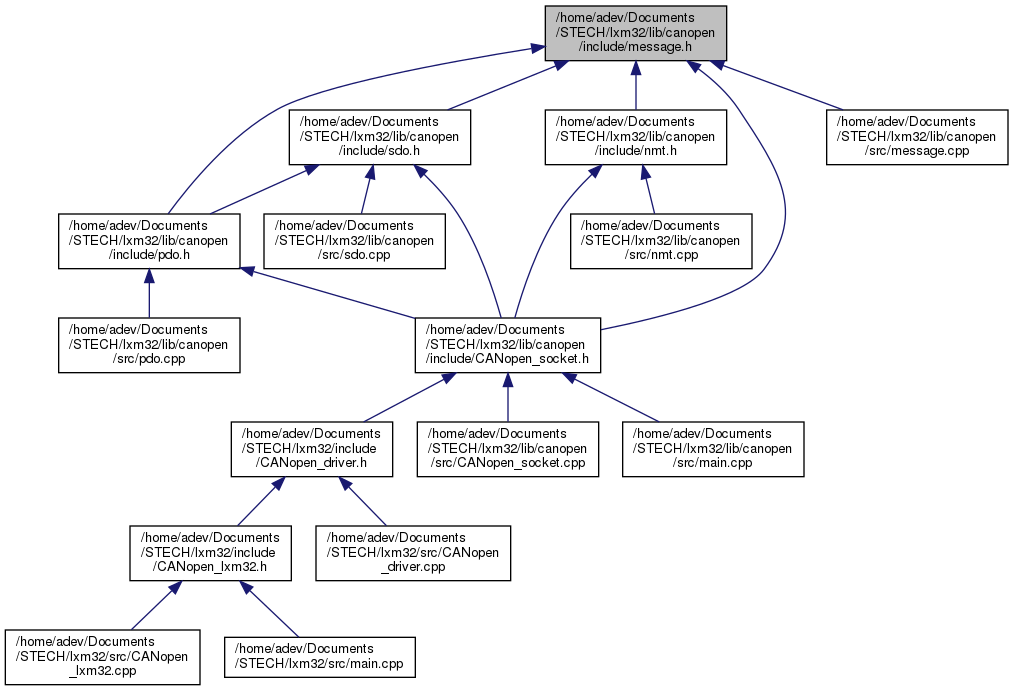 /home/adev/Documents
/STECH/lxm32/lib/canopen
/include/message.h
/home/adev/Documents
/STECH/lxm32/lib/canopen
/include/sdo.h
/home/adev/Documents
/STECH/lxm32/lib/canopen
/include/nmt.h
/home/adev/Documents
/STECH/lxm32/lib/canopen
/src/message.cpp
/home/adev/Documents
/STECH/lxm32/lib/canopen
/include/pdo.h
/home/adev/Documents
/STECH/lxm32/lib/canopen
/src/sdo.cpp
/home/adev/Documents
/STECH/lxm32/lib/canopen
/src/nmt.cpp
/home/adev/Documents
/STECH/lxm32/lib/canopen
/src/pdo.cpp
/home/adev/Documents
/STECH/lxm32/lib/canopen
/include/CANopen_socket.h
/home/adev/Documents
/STECH/lxm32/include
/CANopen_driver.h
/home/adev/Documents
/STECH/lxm32/lib/canopen
/src/CANopen_socket.cpp
/home/adev/Documents
/STECH/lxm32/lib/canopen
/src/main.cpp
/home/adev/Documents
/STECH/lxm32/include
/CANopen_lxm32.h
/home/adev/Documents
/STECH/lxm32/src/CANopen
_driver.cpp
/home/adev/Documents
/STECH/lxm32/src/CANopen
_lxm32.cpp
/home/adev/Documents
/STECH/lxm32/src/main.cpp